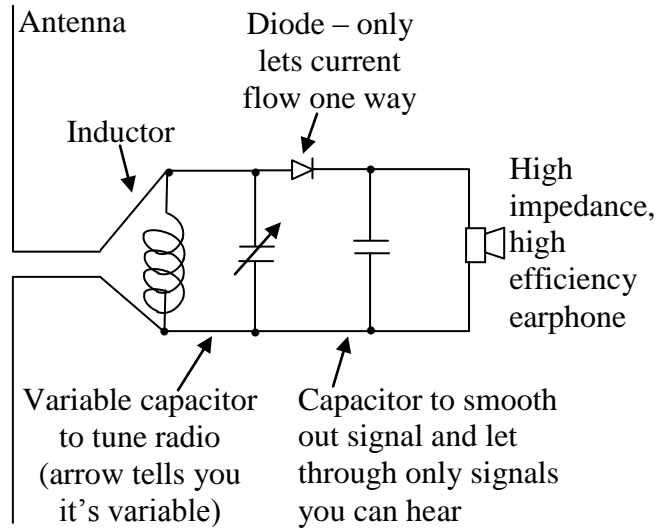 Antenna
Diode – only
lets current
flow one way
Inductor
High
impedance,
high
efficiency
earphone
Variable capacitor
to tune radio
(arrow tells you
it’s variable)
Capacitor to smooth
out signal and let
through only signals
you can hear